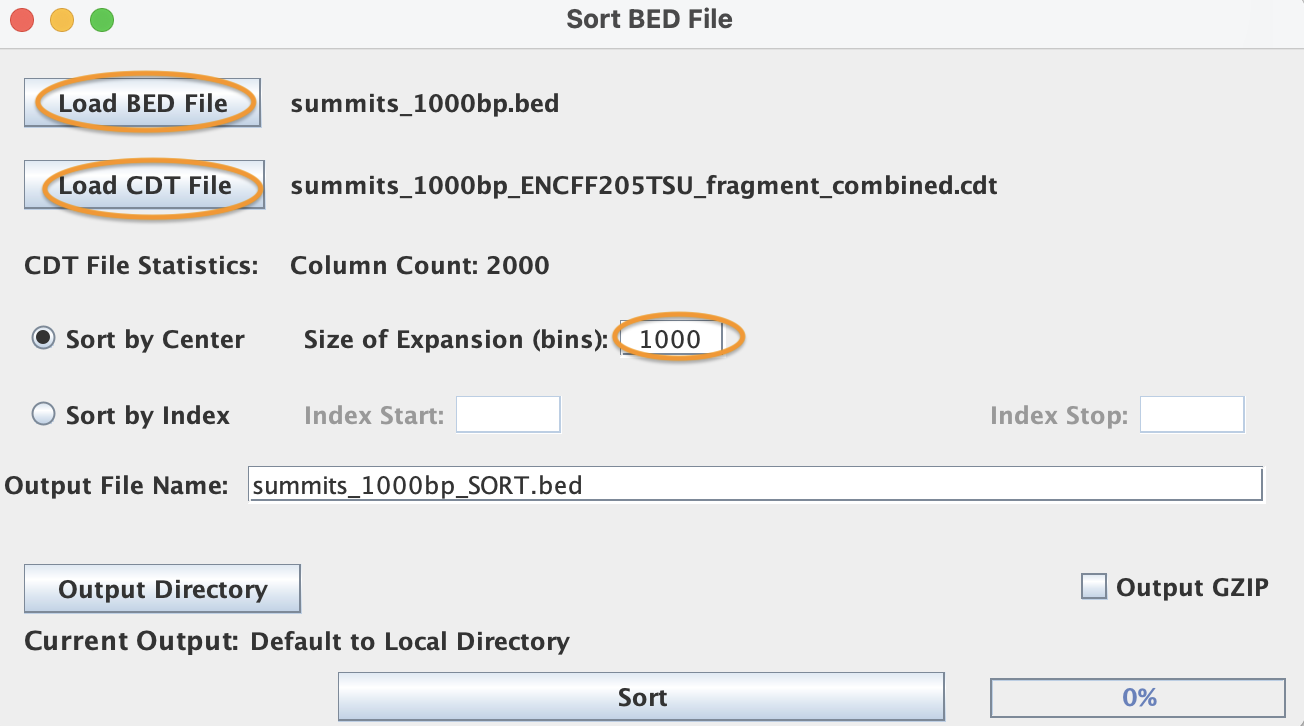 Sort BED File
Load BED File summits_1000bp.bed
Load CDT File summits_1000bp_ENCFF205TSU_fragment_combined.cdt
CDT File Statistics: Column Count: 2000
Sort by Center Size of Expansion (bins): 1000
Sort by Index Index Start: Index Stop:
Output File Name: summits_1000bp_SORT.bed
Output Directory Output GZIP
Current Output: Default to Local Directory
Sort 0%